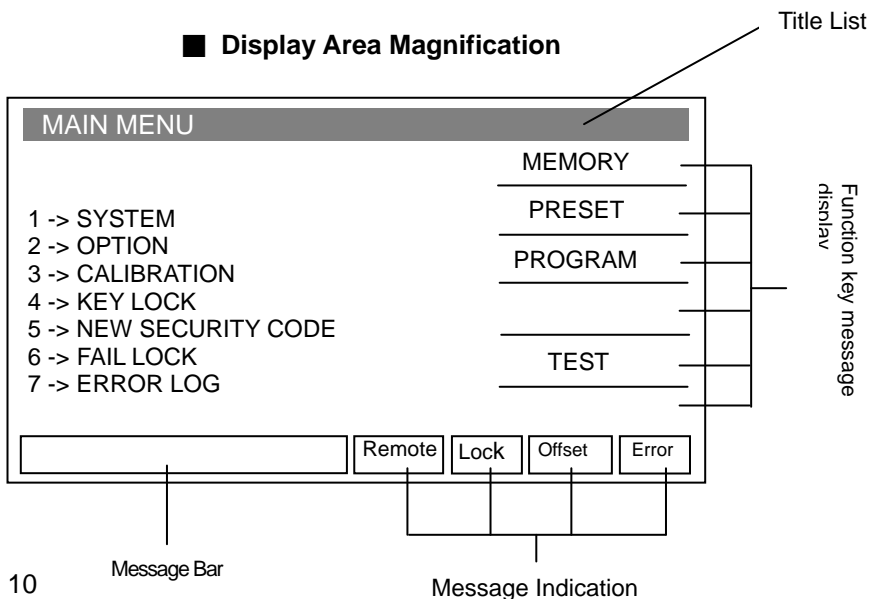 Title List
■ Display Area Magnification
MAIN MENU
MEMORY
PRESET
PROGRAM
TEST
1 -> SYSTEM
2 -> OPTION
3 -> CALIBRATION
4 -> KEY LOCK
5 -> NEW SECURITY CODE
6 -> FAIL LOCK
7 -> ERROR LOG
Function key message
display
Remote
Lock
Offset
Error
Message Bar
Message Indication
10